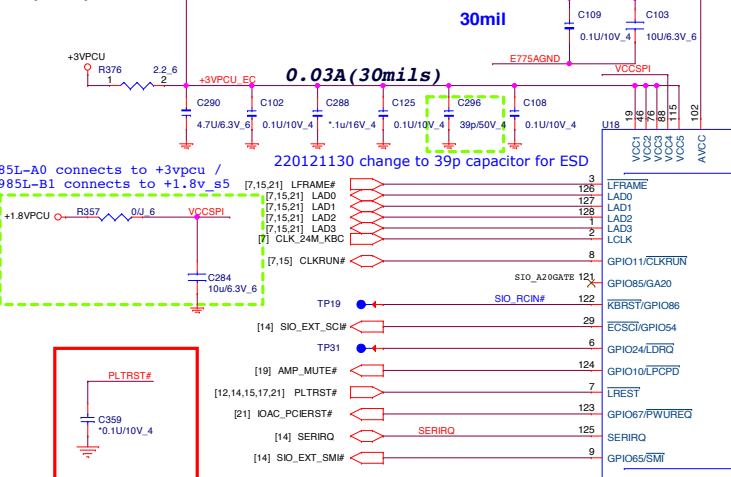 30mil
C109
0.1U/10V_4
C103
10U/6.3V_6
E775AGND
VCCSPI
+3VPCU
R376
2.2_6
1
2
+3VPCU_EC
0.03A(30mils)
C290
4.7U/6.3V_6
C102
0.1U/10V_4
C288
*.1u/16V_4
C125
0.1U/10V_4
C296
39p/50V_4
C108
0.1U/10V_4
19
46
76
88
115
102
U18
VCC1
VCC2
VCC3
VCC4
VCC5
AVCC
220121130 change to 39p capacitor for ESD
85L-A0 connects to +3vpcu /
985L-B1 connects to +1.8v_s5
+1.8VPCU
R357
0/J_6
VCCSPI
C284
10u/6.3V_6
PLTRST#
C359
*0.1U/10V_4
[7,15,21] LFRAME# 3 LFRAME
[7,15,21] LAD0 126 LAD0
[7,15,21] LAD1 127 LAD1
[7,15,21] LAD2 128 LAD2
[7,15,21] LAD3 1 LAD3
[7] CLK_24M_KBC 2 LCLK
[7,15] CLKRUN# 8 GPIO11/CLKRUN
SIO_A20GATE 121 GPIO85/GA20
TP19 SIO_RCIN# 122 KBRST/GPIO86
[14] SIO_EXT_SCI# 29 ECSCI/GPIO54
TP31 6 GPIO24/LDRQ
[19] AMP_MUTE# 124 GPIO10/LPCPD
[12,14,15,17,21] PLTRST# 7 LREST
[21] IOAC_PCIERST# 123 GPIO67/PWUREQ
[14] SERIRQ SERIRQ 125 SERIRQ
[14] SIO_EXT_SMI# 9 GPIO65/SMI